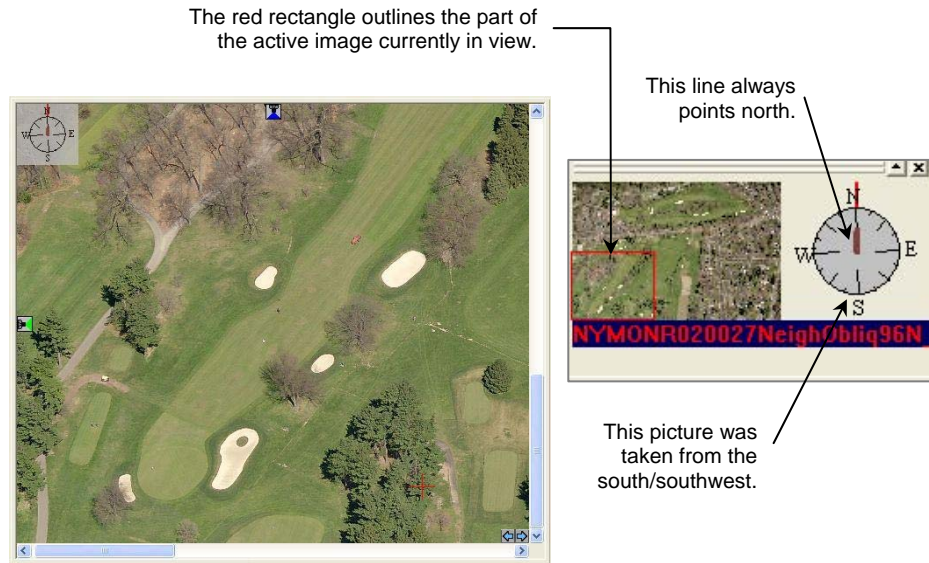 The red rectangle outlines the part of
the active image currently in view.
This line always
points north.
N
W E
S
N
W E
S
NYMONR020027NeighObliq96N_
This picture was
taken from the
south/southwest.